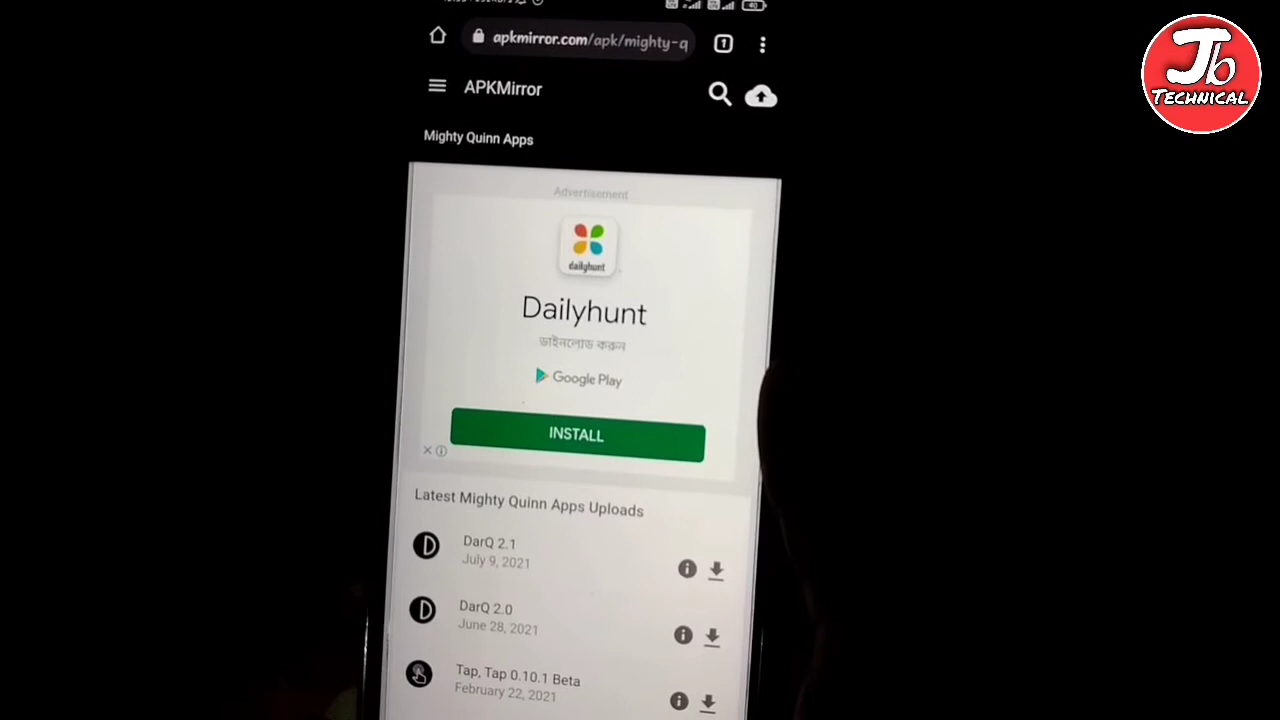 apkmirror.com/apk/mighty-q
1
APKMirror
Mighty Quinn Apps
Advertisement
dailyhunt
Dailyhunt
ডাইনলোড করুন
Google Play
INSTALL
Latest Mighty Quinn Apps Uploads
DarQ 2.1
July 9, 2021
DarQ 2.0
June 28, 2021
Tap, Tap 0.10.1 Beta
February 22, 2021
Jb
TECHNICAL